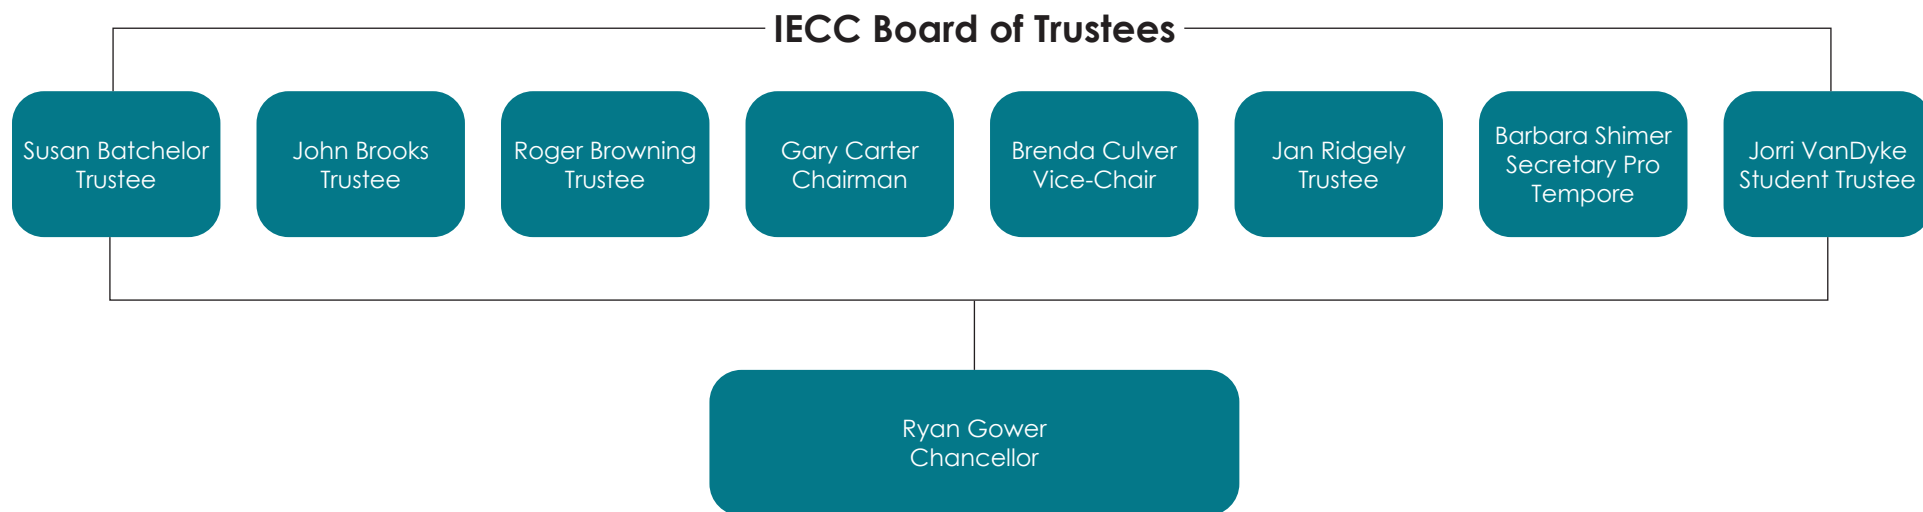 IECC Board of Trustees
Susan Batchelor
Trustee
John Brooks
Trustee
Roger Browning
Trustee
Gary Carter
Chairman
Brenda Culver
Vice-Chair
Jan Ridgely
Trustee
Barbara Shimer
Secretary Pro
Tempore
Jorri VanDyke
Student Trustee
Ryan Gower
Chancellor